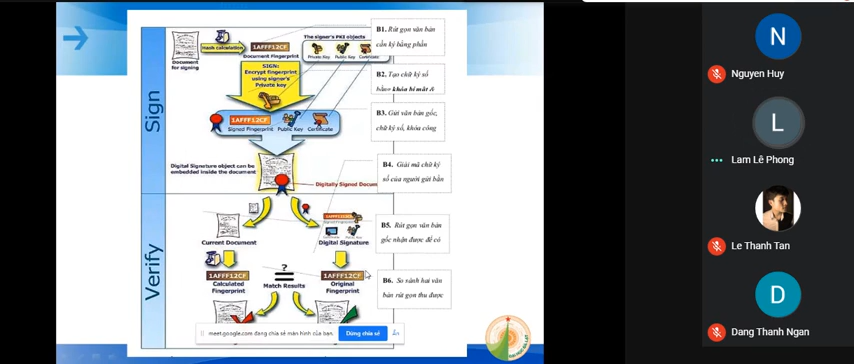 Sign
Document
for signing
Hash calculation
1AFFF12CF
Document Fingerprint
The signer's PKI objects
Private Key
Public Key
Certificate
SIGN:
Encrypt fingerprint
using signer's
Private key
1AFFF12CF
Signed Fingerprint
Public Key
Certificate
Digital Signature object can be
embedded inside the document
Digitally Signed Docum
Verify
Current Document
Digital Signature
1AFFF12CF
Calculated
Fingerprint
?
=
Match Results
1AFFF12CF
Original
Fingerprint
B1. Rút gọn văn bản
cần ký bằng phần
B2. Tạo chữ ký số
bằng khóa bí mật ở
B3. Gửi văn bản gốc,
chữ ký số, khóa công
B4. Giải mã chữ ký
số của người gửi bằn
B5. Rút gọn văn bản
gốc nhận được để có
B6. So sánh hai văn
bản rút gọn thu được
meet.google.com đang chia sẻ màn hình của bạn.
Dừng chia sẻ
Ẩn
N
Nguyen Huy
L
Lam Lê Phong
Le Thanh Tan
D
Dang Thanh Ngan